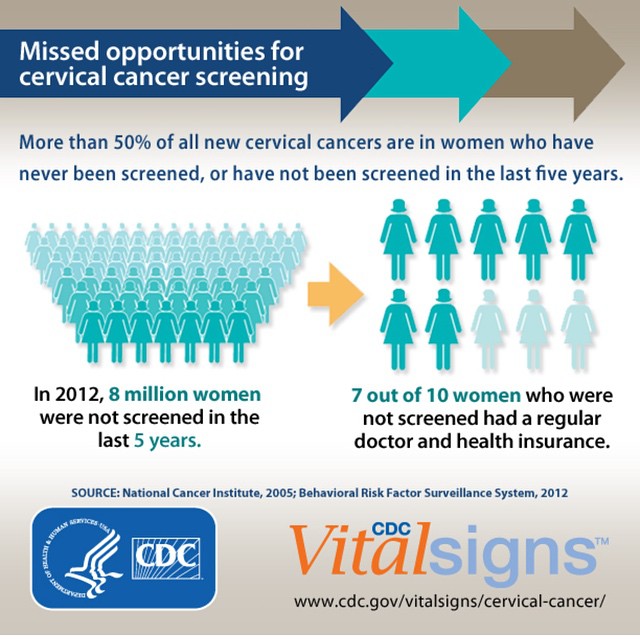 Missed opportunities for
cervical cancer screening
More than 50% of all new cervical cancers are in women who have
never been screened, or have not been screened in the last five years.
In 2012, 8 million women
were not screened in the
last 5 years.
7 out of 10 women who were
not screened had a regular
doctor and health insurance.
SOURCE: National Cancer Institute, 2005; Behavioral Risk Factor Surveillance System, 2012
DEPARTMENT OF HEALTH & HUMAN SERVICES • USA
CDC
CDC
Vitalsigns™
www.cdc.gov/vitalsigns/cervical-cancer/